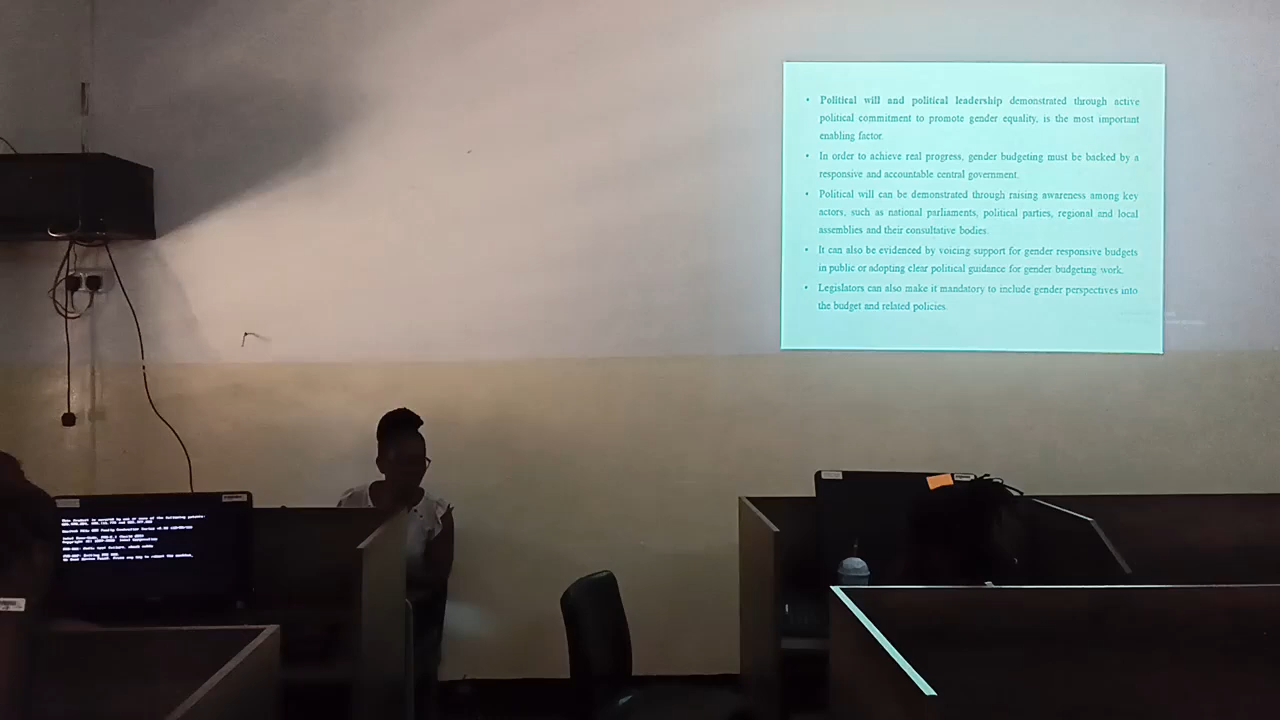 • Political will and political leadership demonstrated through active
political commitment to promote gender equality, is the most important
enabling factor.
• In order to achieve real progress, gender budgeting must be backed by a
responsive and accountable central government.
• Political will can be demonstrated through raising awareness among key
actors, such as national parliaments, political parties, regional and local
assemblies and their consultative bodies.
• It can also be evidenced by voicing support for gender responsive budgets
in public or adopting clear political guidance for gender budgeting work.
• Legislators can also make it mandatory to include gender perspectives into
the budget and related policies.